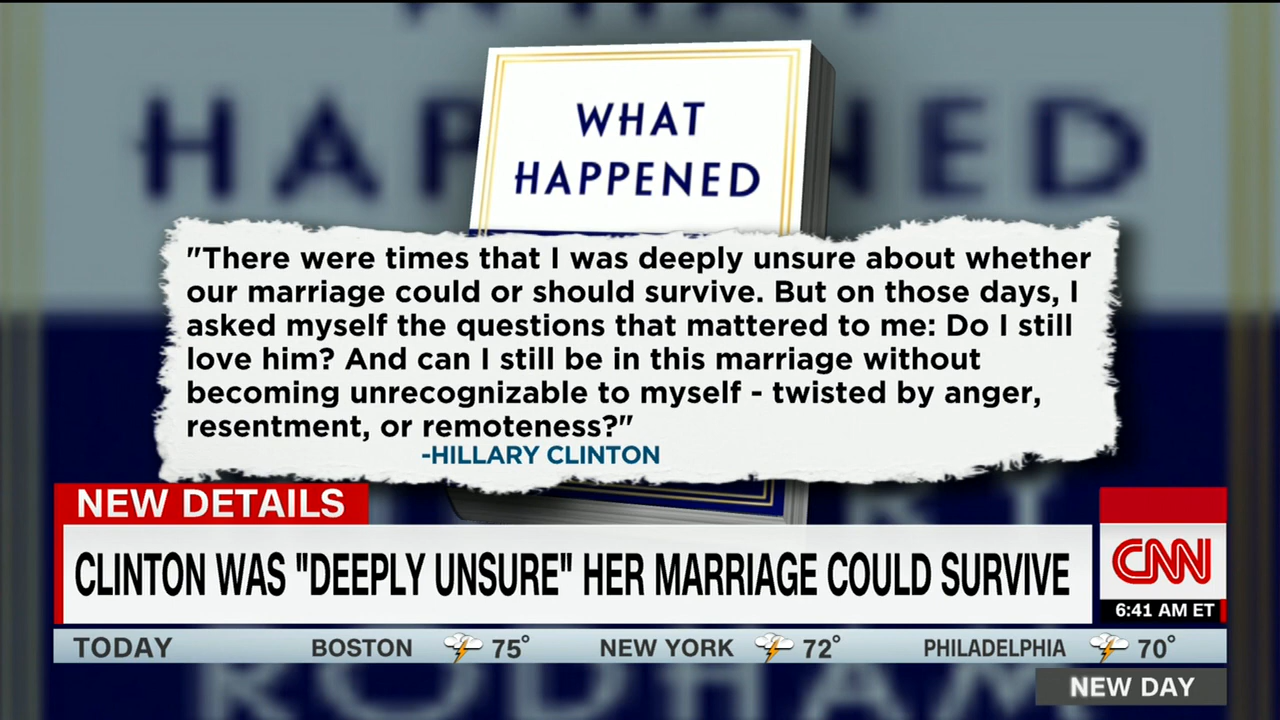 WHAT
HAPPENED
WHAT
HAPPENED
"There were times that I was deeply unsure about whether
our marriage could or should survive. But on those days, I
asked myself the questions that mattered to me: Do I still
love him? And can I still be in this marriage without
becoming unrecognizable to myself - twisted by anger,
resentment, or remoteness?"
-HILLARY CLINTON
NEW DETAILS
CLINTON WAS "DEEPLY UNSURE" HER MARRIAGE COULD SURVIVE
CNN
6:41 AM ET
TODAY BOSTON 75° NEW YORK 72° PHILADELPHIA 70°
RODHAM
NEW DAY